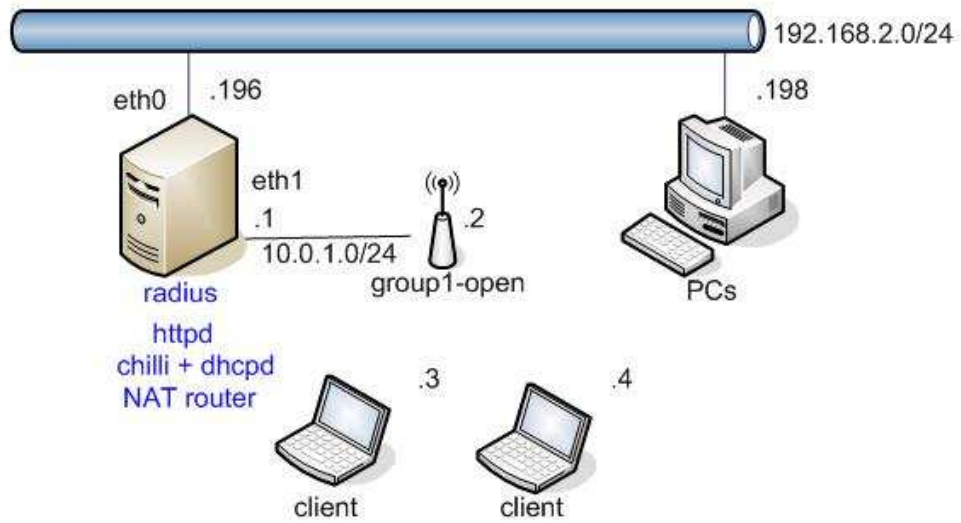 192.168.2.0/24
eth0
.196
.198
eth1
.1
.2
10.0.1.0/24
group1-open
PCs
radius
httpd
chilli + dhcpd
NAT router
.3
.4
client
client